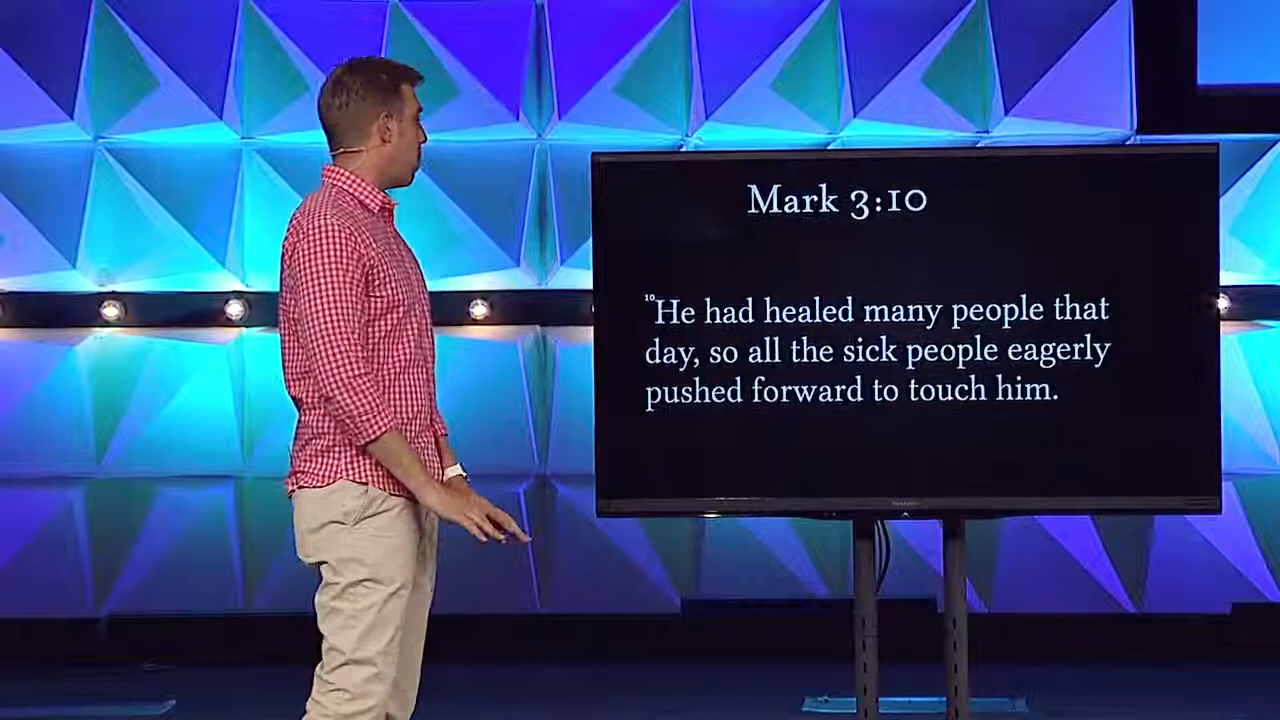 Mark 3:10
¹⁰He had healed many people that
day, so all the sick people eagerly
pushed forward to touch him.